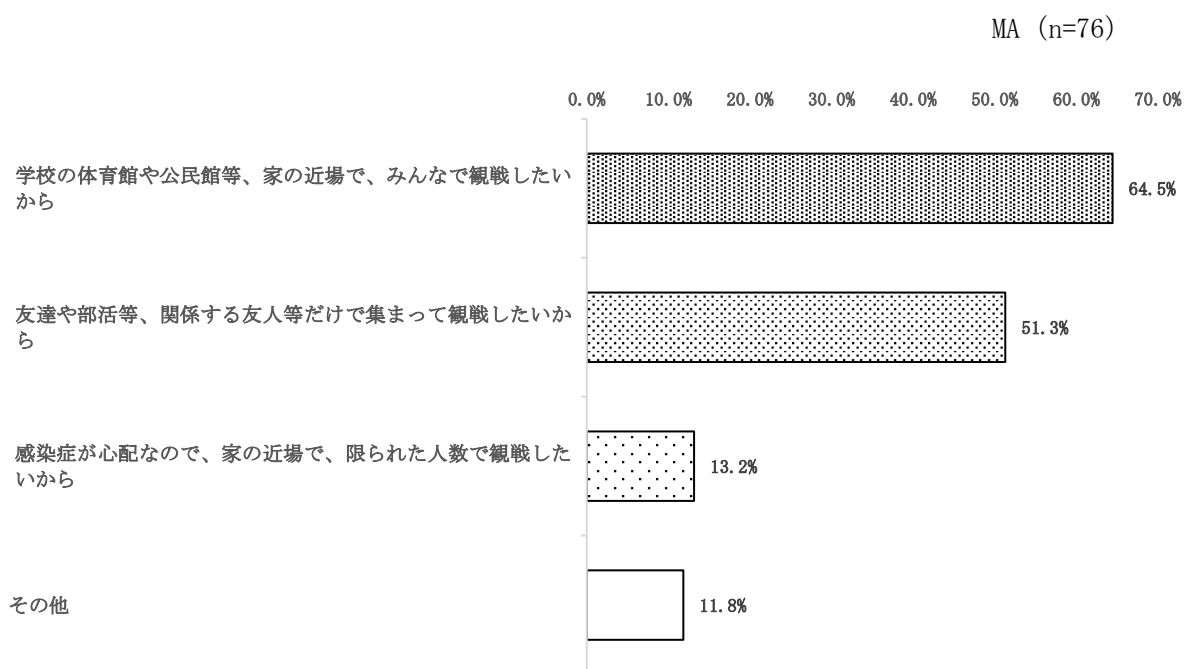 MA (n=76)
0.0% 10.0% 20.0% 30.0% 40.0% 50.0% 60.0% 70.0%
学校の体育館や公民館等、家の近場で、みんなで観戦したい
から
64.5%
友達や部活等、関係する友人等だけで集まって観戦したいか
ら
51.3%
感染症が心配なので、家の近場で、限られた人数で観戦した
いから
13.2%
その他
11.8%